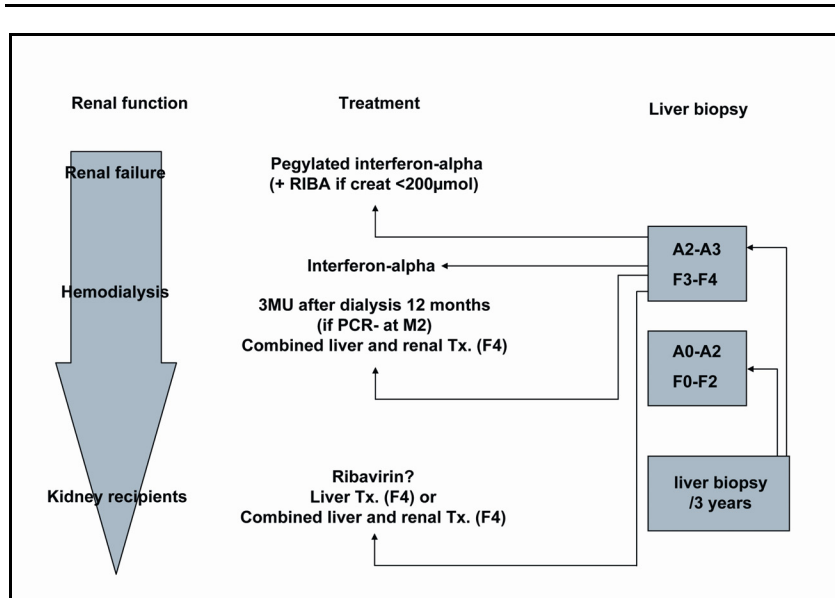 Renal function
Treatment
Liver biopsy
Renal failure
Pegylated interferon-alpha
(+ RIBA if creat <200µmol)
A2-A3
F3-F4
Interferon-alpha
Hemodialysis
3MU after dialysis 12 months
(if PCR- at M2)
Combined liver and renal Tx. (F4)
A0-A2
F0-F2
Kidney recipients
Ribavirin?
Liver Tx. (F4) or
Combined liver and renal Tx. (F4)
liver biopsy
/3 years